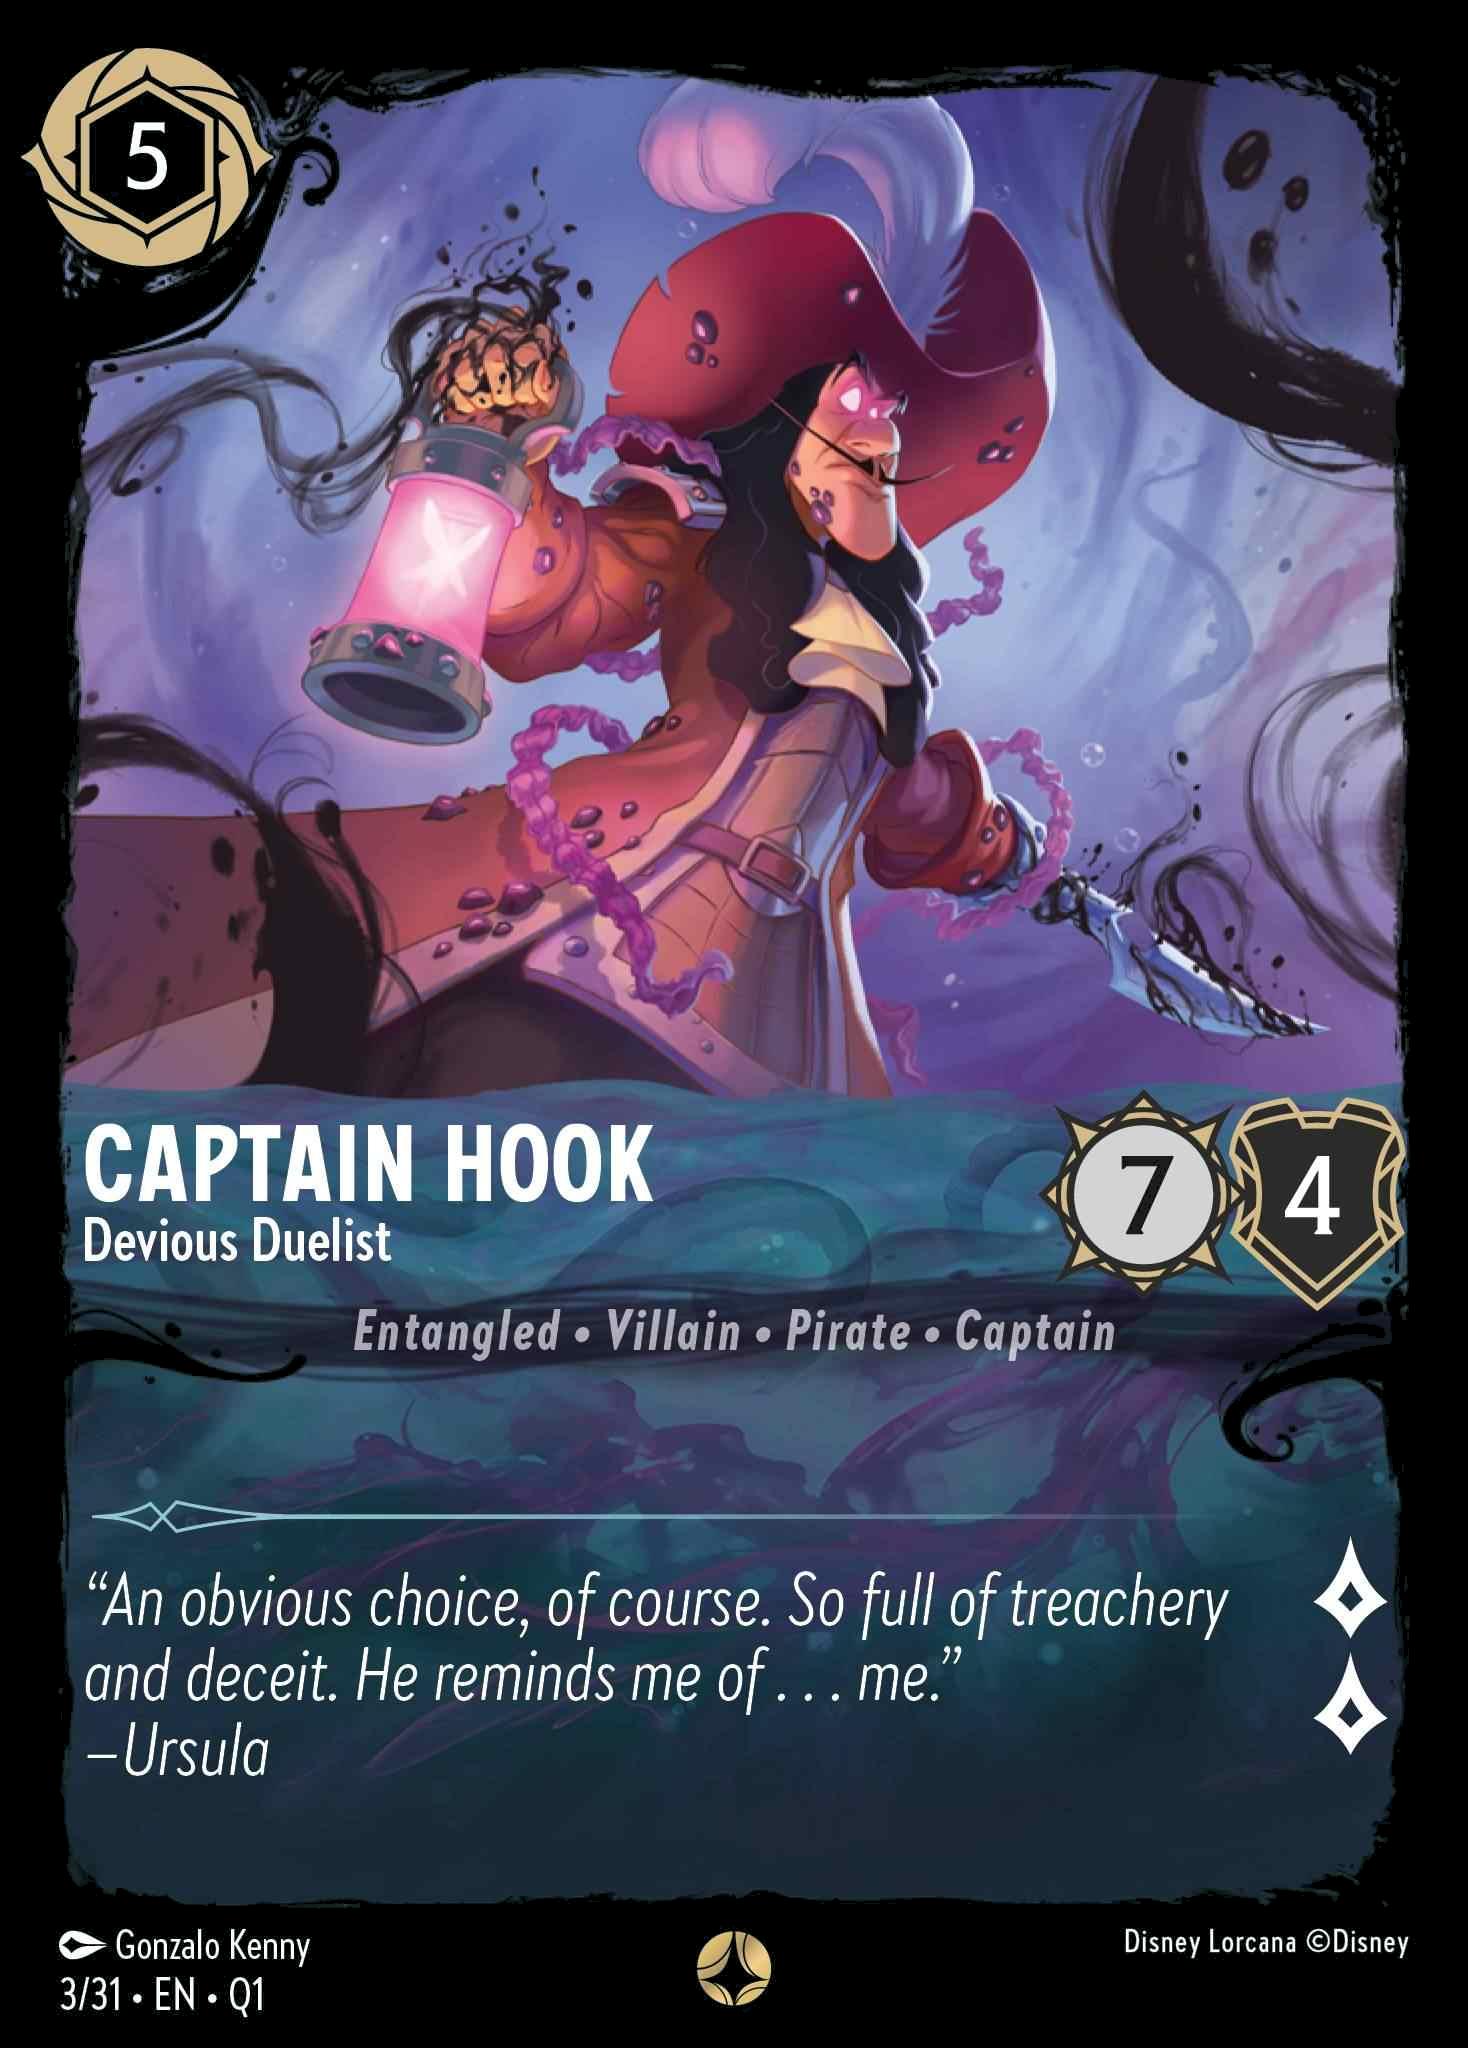 5
CAPTAIN HOOK
Devious Duelist
7
4
Entangled • Villain • Pirate • Captain
“An obvious choice, of course. So full of treachery
and deceit. He reminds me of . . . me.”
–Ursula
Gonzalo Kenny
Disney Lorcana ©Disney
3/31 • EN • Q1